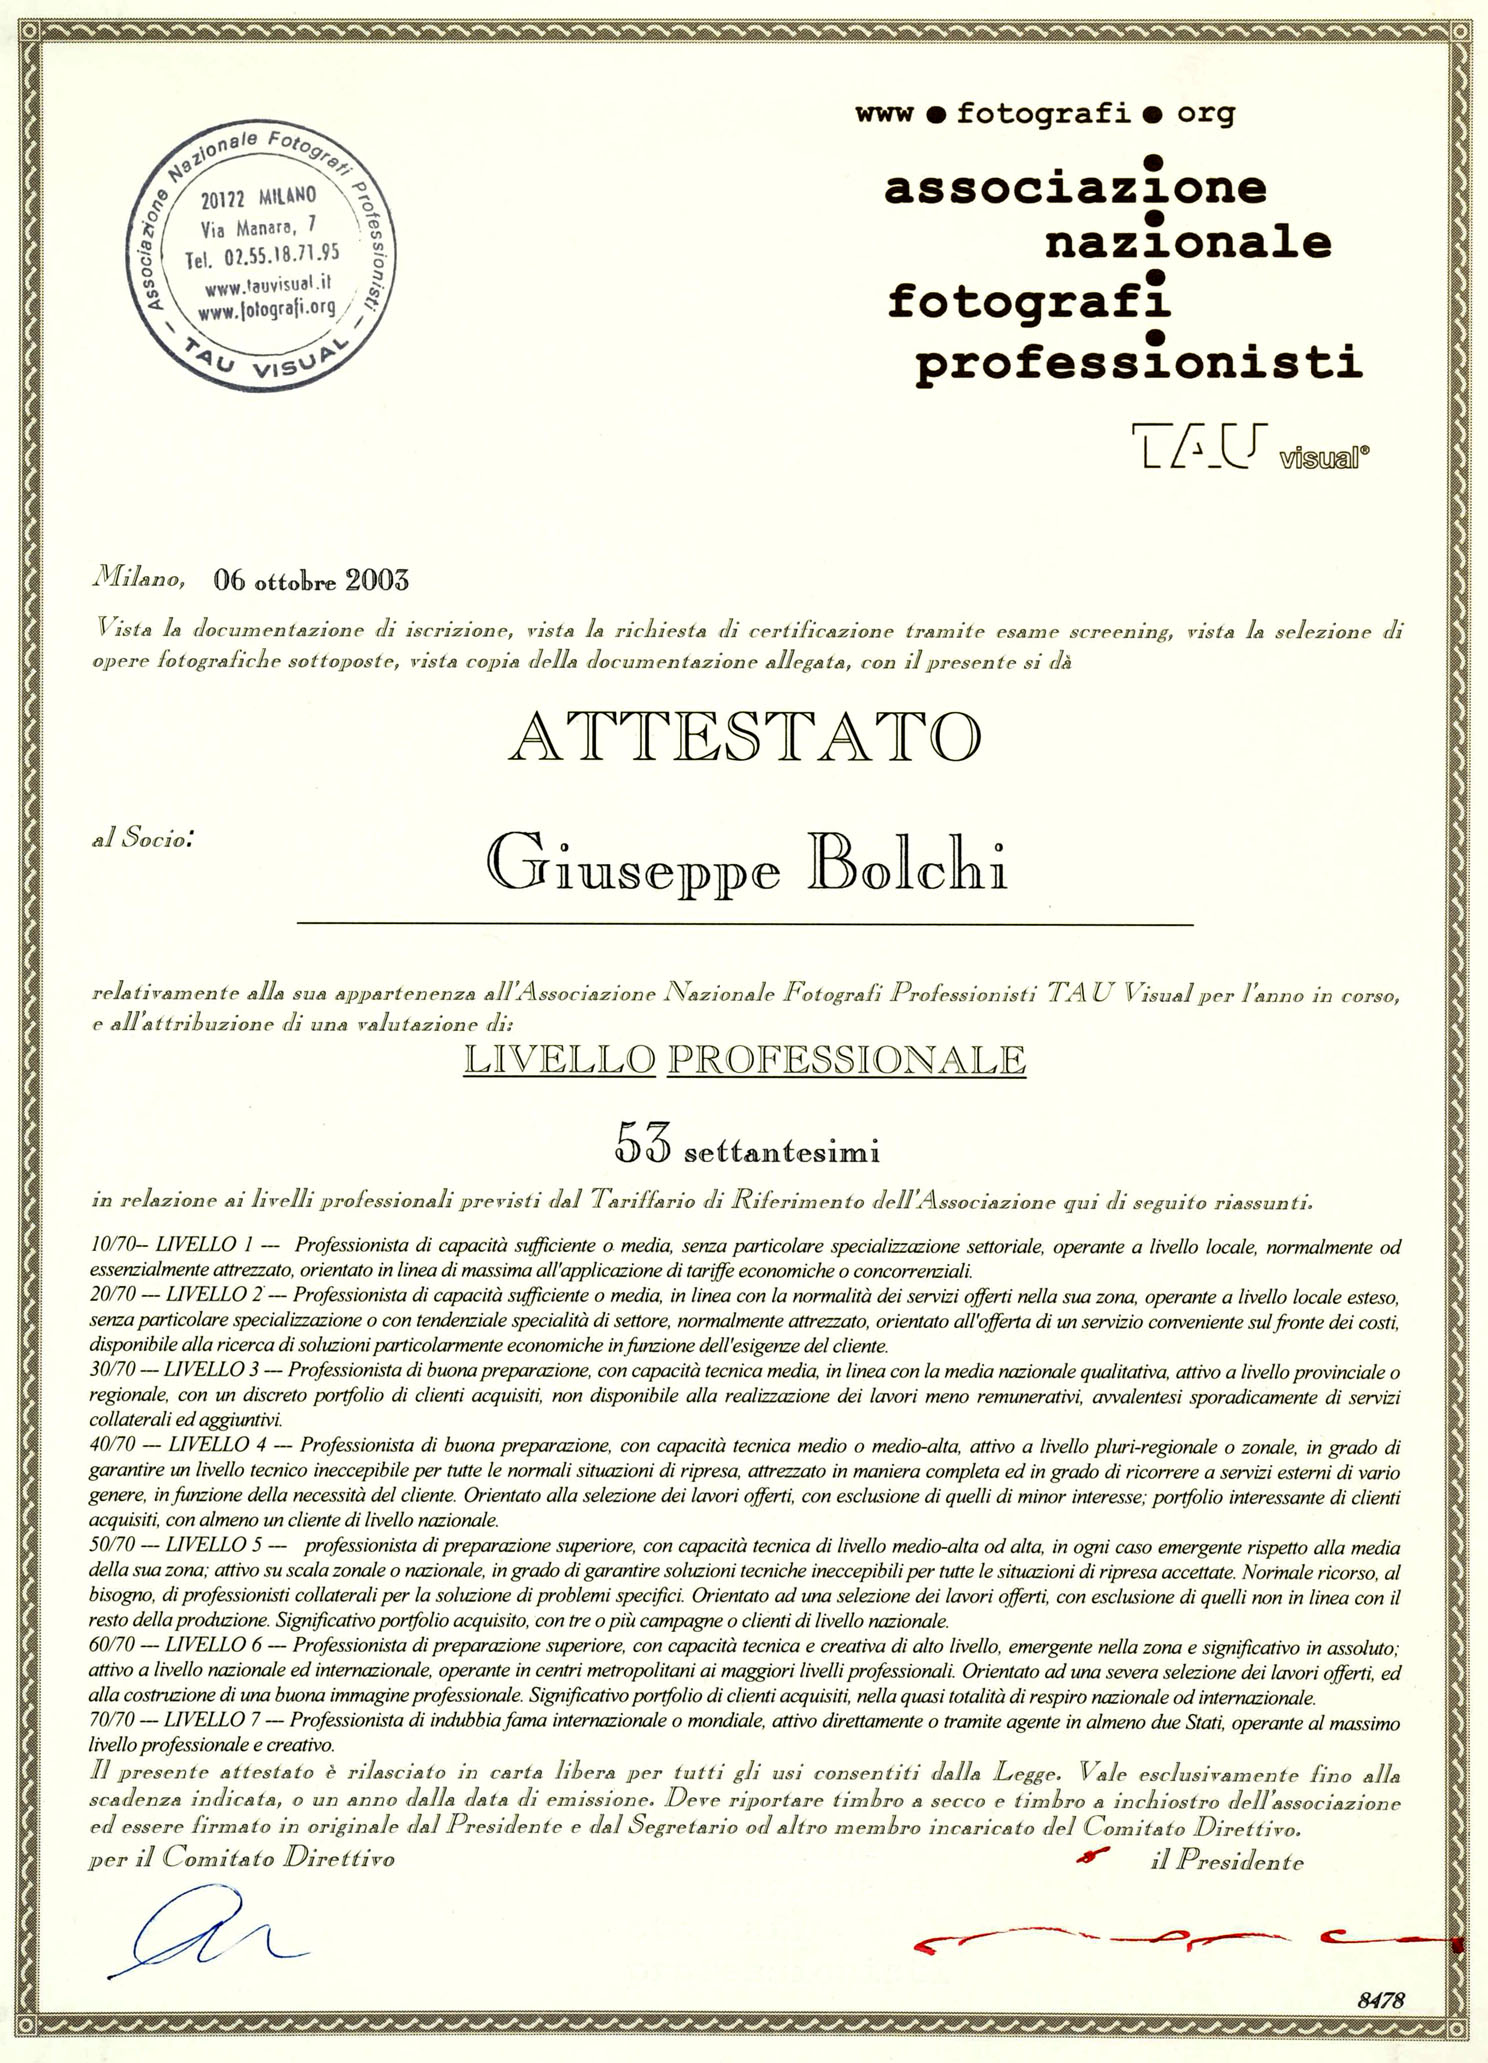 Associazione Nazionale Fotografi Professionisti
20122 MILANO
Via Manara, 7
Tel. 02.55.18.71.95
www.tauvisual.it
www.fotografi.org
– TAU VISUAL –
www • fotografi • org
associazione
nazionale
fotografi
professionisti
TAU visual®
Milano, 06 ottobre 2003
Vista la documentazione di iscrizione, vista la richiesta di certificazione tramite esame screening, vista la selezione di
opere fotografiche sottoposte, vista copia della documentazione allegata, con il presente si dà
ATTESTATO
al Socio: Giuseppe Bolchi
relativamente alla sua appartenenza all'Associazione Nazionale Fotografi Professionisti TAU Visual per l'anno in corso,
e all'attribuzione di una valutazione di:
LIVELLO PROFESSIONALE
53 settantesimi
in relazione ai livelli professionali previsti dal Tariffario di Riferimento dell'Associazione qui di seguito riassunti.
10/70-- LIVELLO 1 --- Professionista di capacità sufficiente o media, senza particolare specializzazione settoriale, operante a livello locale, normalmente od
essenzialmente attrezzato, orientato in linea di massima all'applicazione di tariffe economiche o concorrenziali.
20/70 --- LIVELLO 2 --- Professionista di capacità sufficiente o media, in linea con la normalità dei servizi offerti nella sua zona, operante a livello locale esteso,
senza particolare specializzazione o con tendenziale specialità di settore, normalmente attrezzato, orientato all'offerta di un servizio conveniente sul fronte dei costi,
disponibile alla ricerca di soluzioni particolarmente economiche in funzione dell'esigenze del cliente.
30/70 --- LIVELLO 3 --- Professionista di buona preparazione, con capacità tecnica media, in linea con la media nazionale qualitativa, attivo a livello provinciale o
regionale, con un discreto portfolio di clienti acquisiti, non disponibile alla realizzazione dei lavori meno remunerativi, avvalentesi sporadicamente di servizi
collaterali ed aggiuntivi.
40/70 --- LIVELLO 4 --- Professionista di buona preparazione, con capacità tecnica medio o medio-alta, attivo a livello pluri-regionale o zonale, in grado di
garantire un livello tecnico ineccepibile per tutte le normali situazioni di ripresa, attrezzato in maniera completa ed in grado di ricorrere a servizi esterni di vario
genere, in funzione della necessità del cliente. Orientato alla selezione dei lavori offerti, con esclusione di quelli di minor interesse; portfolio interessante di clienti
acquisiti, con almeno un cliente di livello nazionale.
50/70 --- LIVELLO 5 --- professionista di preparazione superiore, con capacità tecnica di livello medio-alta od alta, in ogni caso emergente rispetto alla media
della sua zona; attivo su scala zonale o nazionale, in grado di garantire soluzioni tecniche ineccepibili per tutte le situazioni di ripresa accettate. Normale ricorso, al
bisogno, di professionisti collaterali per la soluzione di problemi specifici. Orientato ad una selezione dei lavori offerti, con esclusione di quelli non in linea con il
resto della produzione. Significativo portfolio acquisito, con tre o più campagne o clienti di livello nazionale.
60/70 --- LIVELLO 6 --- Professionista di preparazione superiore, con capacità tecnica e creativa di alto livello, emergente nella zona e significativo in assoluto;
attivo a livello nazionale ed internazionale, operante in centri metropolitani ai maggiori livelli professionali. Orientato ad una severa selezione dei lavori offerti, ed
alla costruzione di una buona immagine professionale. Significativo portfolio di clienti acquisiti, nella quasi totalità di respiro nazionale od internazionale.
70/70 --- LIVELLO 7 --- Professionista di indubbia fama internazionale o mondiale, attivo direttamente o tramite agente in almeno due Stati, operante al massimo
livello professionale e creativo.
Il presente attestato è rilasciato in carta libera per tutti gli usi consentiti dalla Legge. Vale esclusivamente fino alla
scadenza indicata, o un anno dalla data di emissione. Deve riportare timbro a secco e timbro a inchiostro dell'associazione
ed essere firmato in originale dal Presidente e dal Segretario od altro membro incaricato del Comitato Direttivo.
per il Comitato Direttivo il Presidente
8478